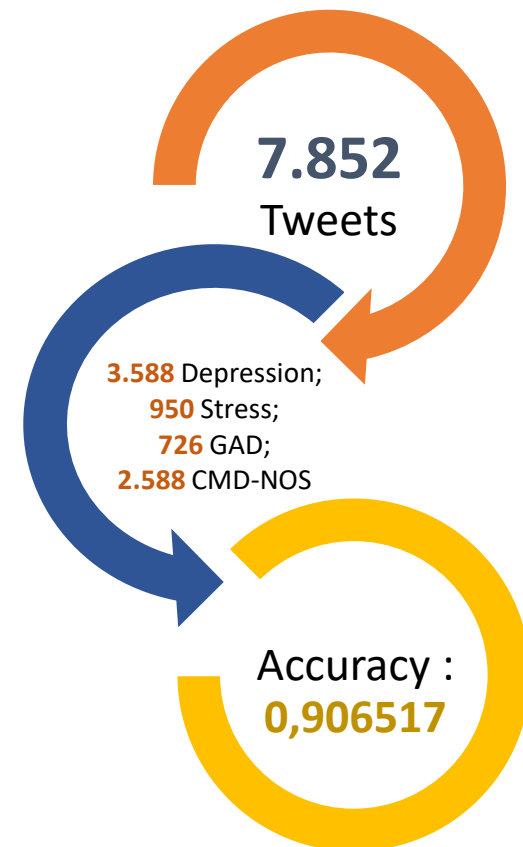 7.852
Tweets
3.588 Depression;
950 Stress;
726 GAD;
2.588 CMD-NOS
Accuracy :
0,906517